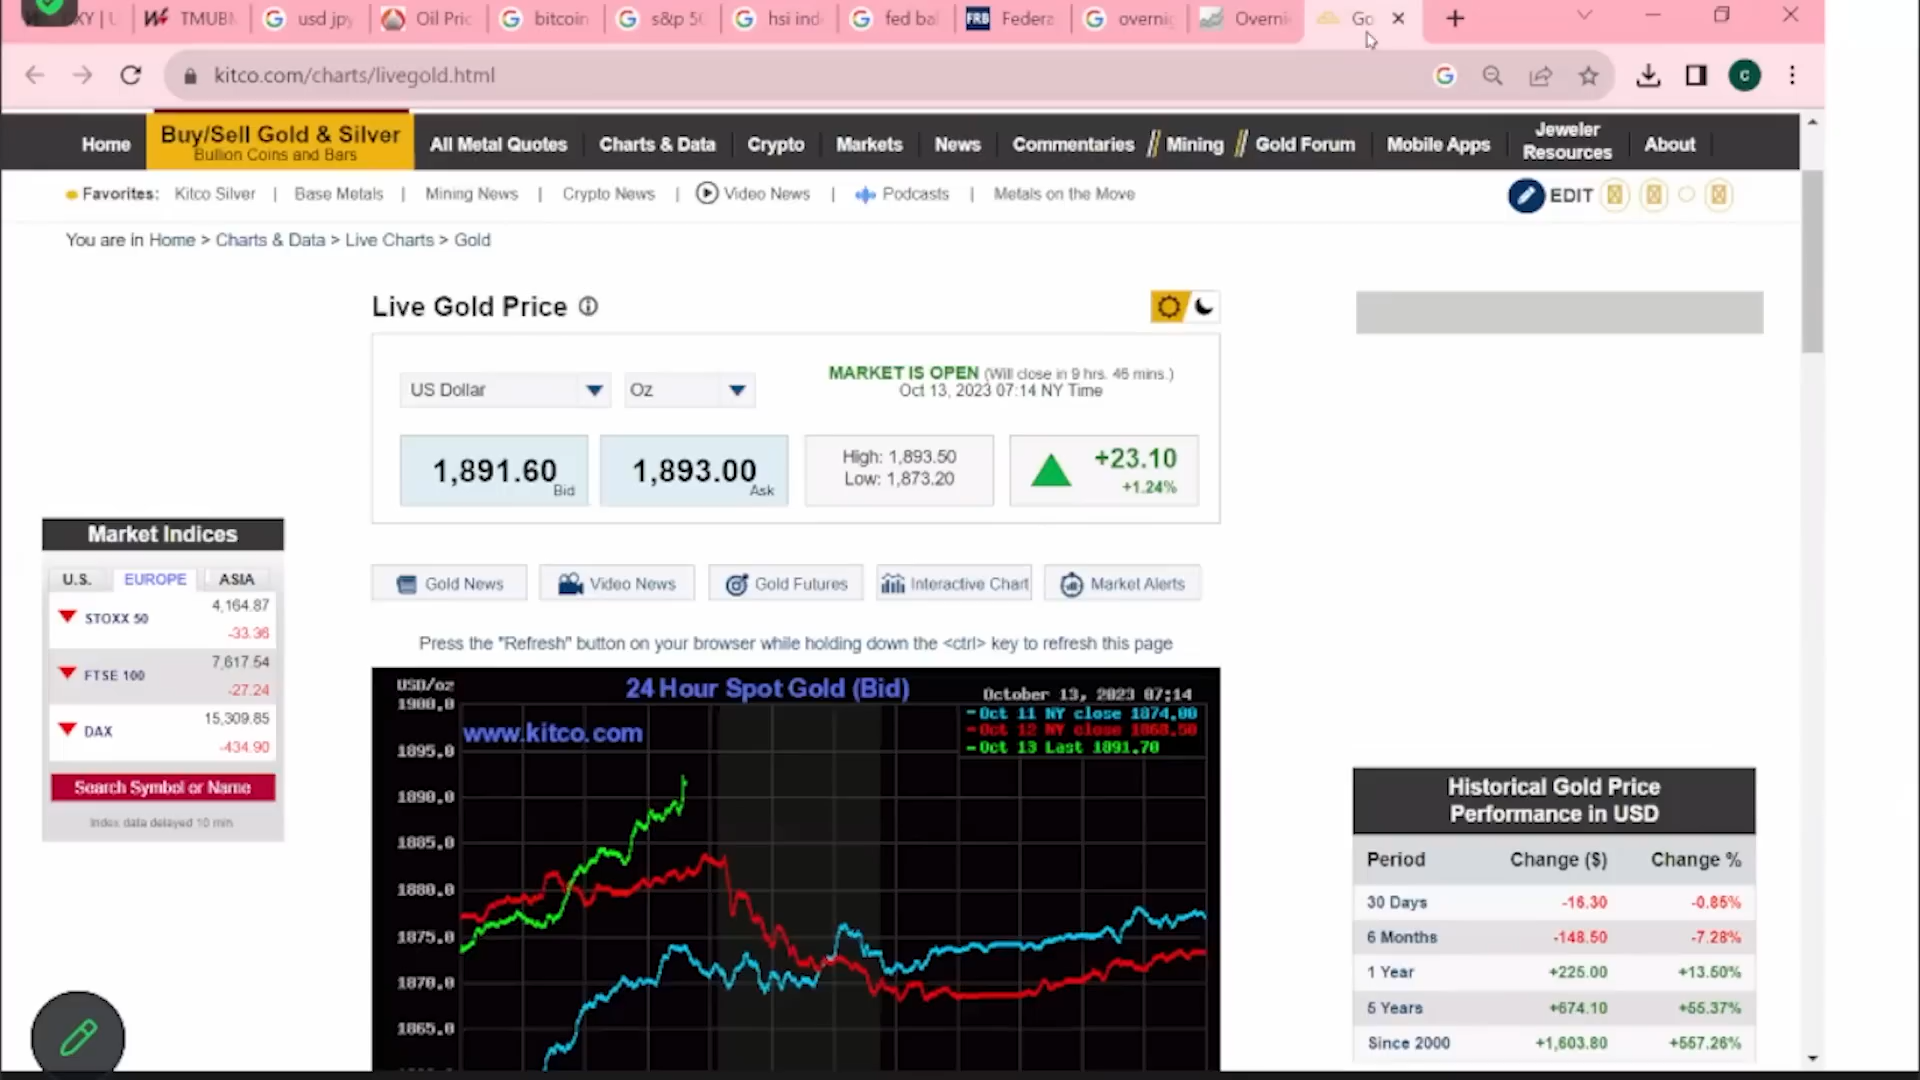 XY | U
TMUBM
usd jpy
Oil Pric
bitcoin
s&p 50
hsi ind
fed bal
FRB Federa
overnig
Overni
Go
kitco.com/charts/livegold.html
C
Home
Buy/Sell Gold & Silver
Bullion Coins and Bars
All Metal Quotes
Charts & Data
Crypto
Markets
News
Commentaries
Mining
Gold Forum
Mobile Apps
Jeweler
Resources
About
Favorites: Kitco Silver | Base Metals | Mining News | Crypto News | Video News | Podcasts | Metals on the Move
EDIT
You are in Home > Charts & Data > Live Charts > Gold
Live Gold Price
US Dollar
Oz
MARKET IS OPEN (Will close in 9 hrs. 46 mins.)
Oct 13, 2023 07:14 NY Time
1,891.60
Bid
1,893.00
Ask
High: 1,893.50
Low: 1,873.20
+23.10
+1.24%
Market Indices
U.S. EUROPE ASIA
STOXX 50 4,164.87
-33.36
FTSE 100 7,617.54
-27.24
DAX 15,309.85
-434.90
Search Symbol or Name
Index data delayed 10 min
Gold News
Video News
Gold Futures
Interactive Chart
Market Alerts
Press the "Refresh" button on your browser while holding down the <ctrl> key to refresh this page
USD/oz
24 Hour Spot Gold (Bid)
October 13, 2023 07:14
www.kitco.com
Oct 11 NY close 1874.00
Oct 12 NY close 1868.50
Oct 13 Last 1891.70
1900.0
1895.0
1890.0
1885.0
1880.0
1875.0
1870.0
1865.0
Historical Gold Price
Performance in USD
Period Change ($) Change %
30 Days -16.30 -0.85%
6 Months -148.50 -7.28%
1 Year +225.00 +13.50%
5 Years +674.10 +55.37%
Since 2000 +1,603.80 +557.26%